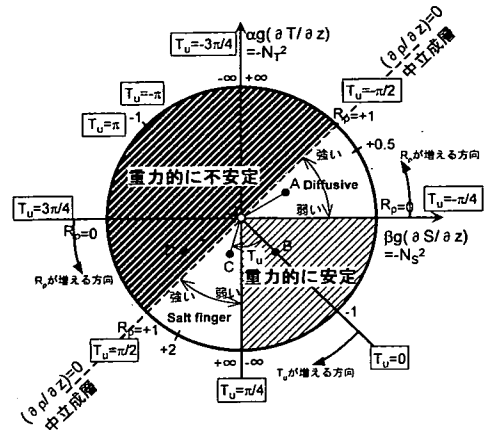 αg(∂T/∂z)
=-N_T²
T_u=-3π/4
(∂ρ/∂z)=0
中立成層
-∞
+∞
T_u=-π
T_u=π
-1
T_u=-π/2
R_ρ=+1
+0.5
強い
重力的に不安定
R_ρが増える方向
A
Diffusive
弱い
T_u=3π/4
R_ρ=0
T_u=-π/4
R_ρ=0
βg(∂S/∂z)
=-N_S²
B
T_u
C
重力的に安定
R_ρが増える方向
強い
弱い
Salt finger
R_ρ=+1
-1
T_u=π/2
+2
T_u=0
+∞
-∞
T_uが増える方向
(∂ρ/∂z)=0
中立成層
T_u=π/4